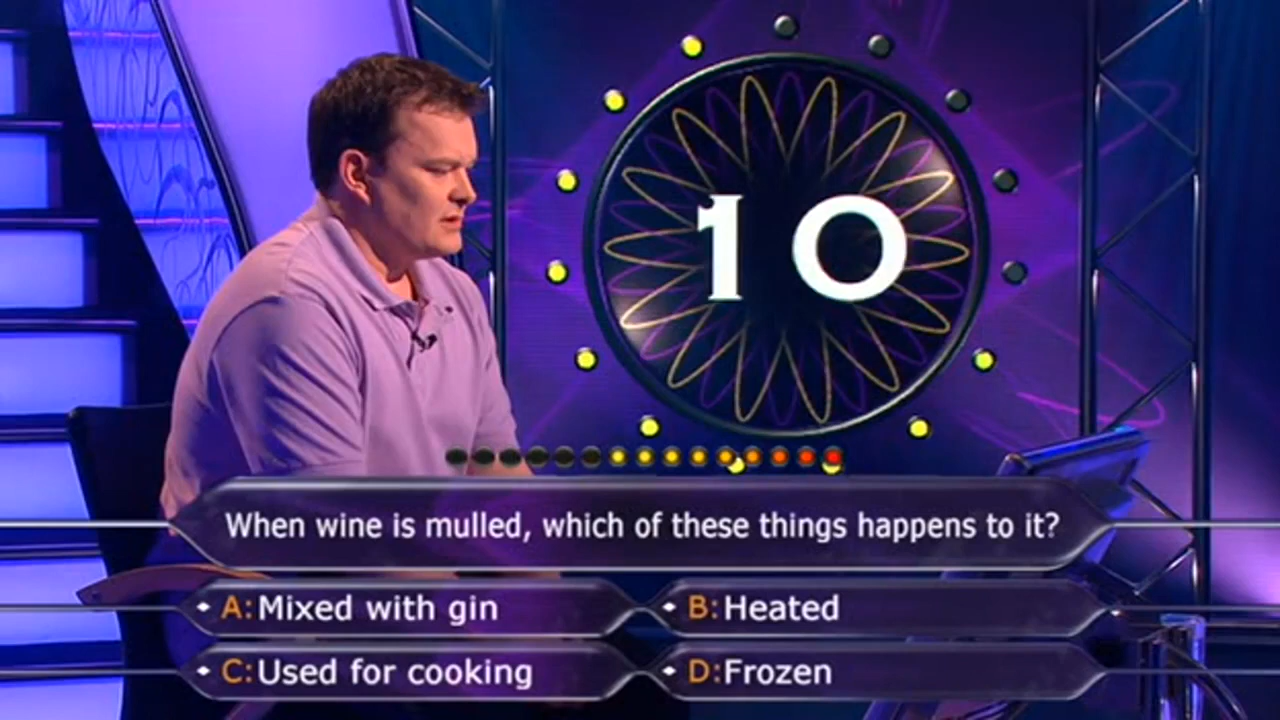 10
When wine is mulled, which of these things happens to it?
A: Mixed with gin
B: Heated
C: Used for cooking
D: Frozen